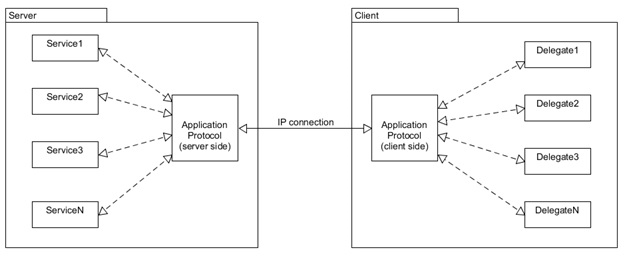 Server
Service1
Service2
Service3
ServiceN
Application
Protocol
(server side)
IP connection
Client
Application
Protocol
(client side)
Delegate1
Delegate2
Delegate3
DelegateN